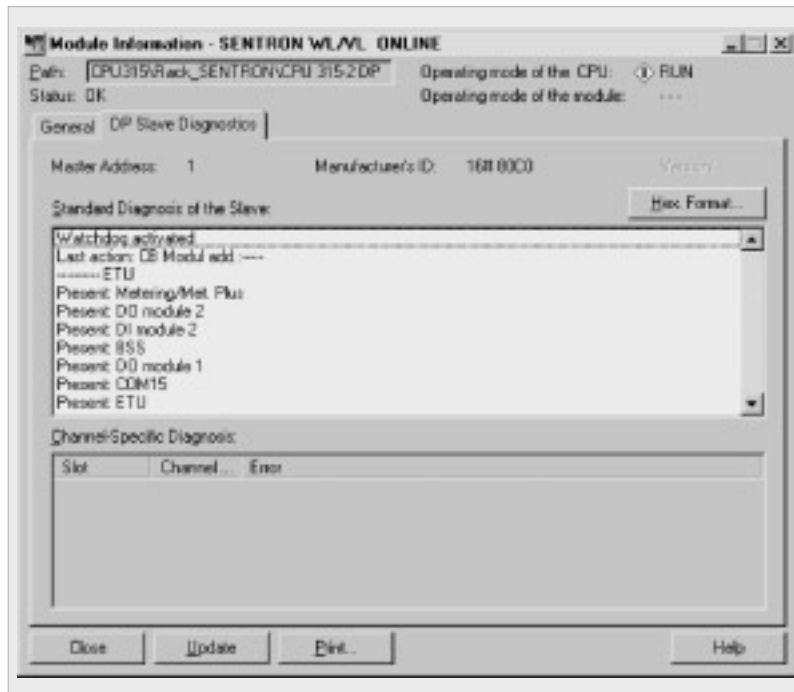 Module Information - SENTRON WL/VL ONLINE
Path: CPU315\Rack_SENTRON\CPU 315-2 DP Operating mode of the CPU: RUN
Status: OK Operating mode of the module: ---
General DP Slave Diagnostics
Master Address: 1 Manufacturer's ID: 16# 80C0 Version:
Standard Diagnosis of the Slave: Hex. Format...
Watchdog activated
Last action: CB Modul add :----
-------- ETU
Present: Metering/Met. Plus
Present: DO module 2
Present: DI module 2
Present: BSS
Present: DO module 1
Present: COM15
Present: ETU
Channel-Specific Diagnosis:
Slot Channel... Error
Close Update Print... Help